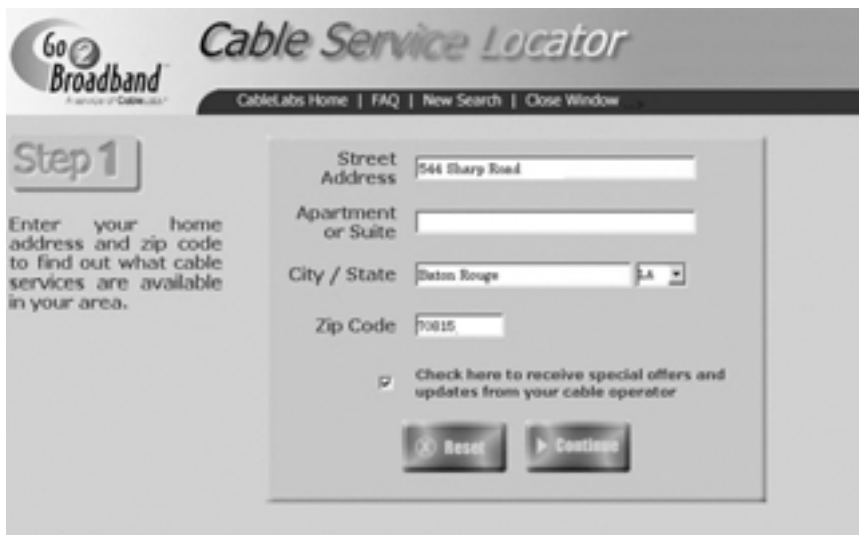 Go 2
Broadband
A service of CableLabs
Cable Service Locator
CableLabs Home | FAQ | New Search | Close Window
Step 1
Enter your home
address and zip code
to find out what cable
services are available
in your area.
Street
Address
544 Sharp Road
Apartment
or Suite
City / State
Baton Rouge
LA
Zip Code
70815
Check here to receive special offers and
updates from your cable operator
Reset
Continue